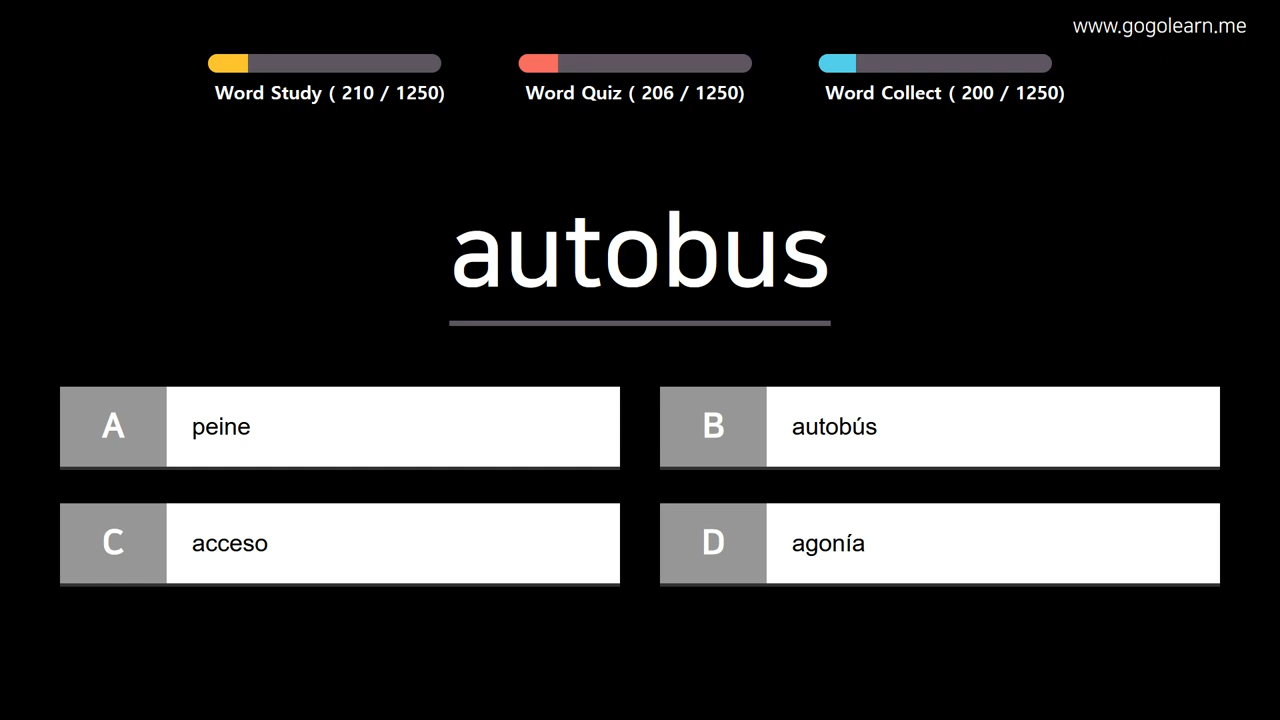 www.gogolearn.me
Word Study ( 210 / 1250)
Word Quiz ( 206 / 1250)
Word Collect ( 200 / 1250)
autobus
A peine
B autobús
C acceso
D agonía